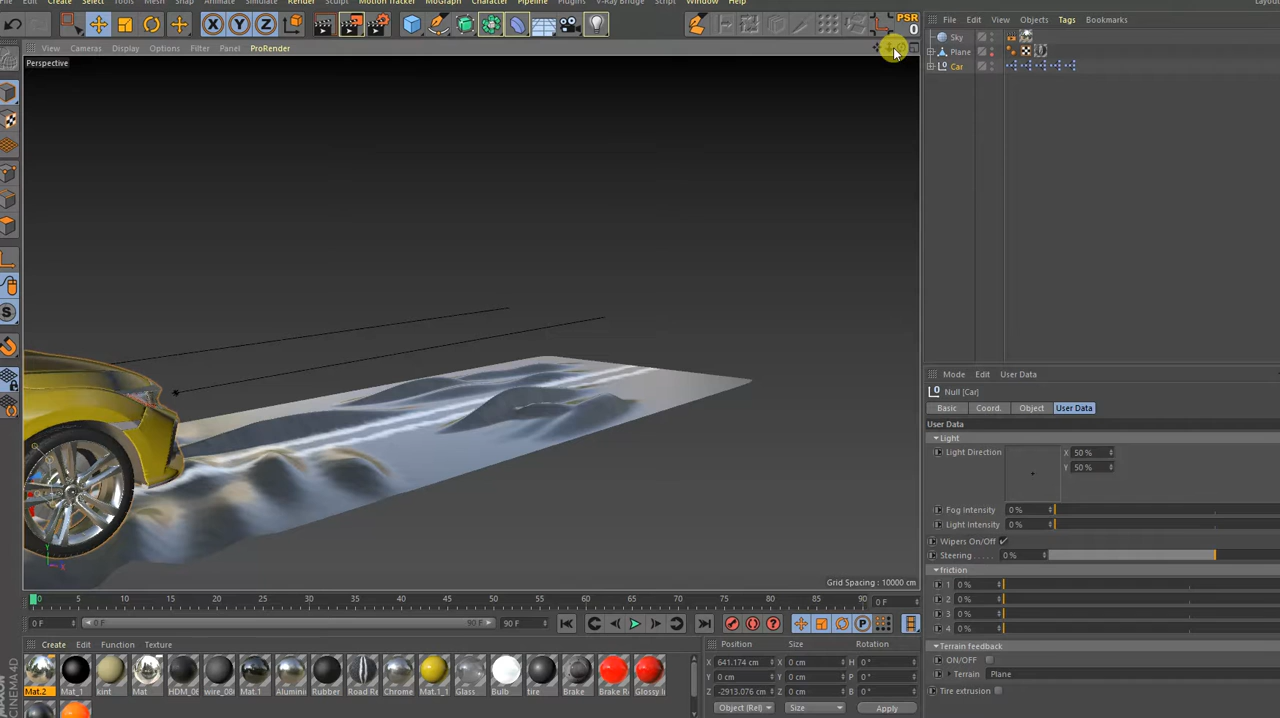 Create Select Tools Mesh Snap Animate Simulate Render Sculpt Motion Tracker MoGraph Character Pipeline Plugins V-Ray Bridge Script Window Help
PSR
0
File Edit View Objects Tags Bookmarks
View Cameras Display Options Filter Panel ProRender
Perspective
Sky
Plane
Car
Grid Spacing : 10000 cm
Mode Edit User Data
Null [Car]
Basic Coord. Object User Data
User Data
Light
Light Direction X 50 %
Y 50 %
Fog Intensity 0 %
Light Intensity 0 %
Wipers On/Off
Steering 0 %
friction
1 0 %
2 0 %
3 0 %
4 0 %
Terrain feedback
ON/OFF
Terrain Plane
Tire extrusion
0 5 10 15 20 25 30 35 40 45 50 55 60 65 70 75 80 85 90 0 F
0 F 0 F 90 F 90 F
Create Edit Function Texture
Mat.2 Mat_1 kint Mat HDM_0 wire_08 Mat.1 Alumini Rubber Road Re Chrome Mat.1_1 Glass Bulb tire Brake Brake R Glossy I
Position Size Rotation
X 641.174 cm X 0 cm H 0 °
Y 0 cm Y 0 cm P 0 °
Z -2913.076 cm Z 0 cm B 0 °
Object (Rel) Size Apply
MAXON CINEMA4D